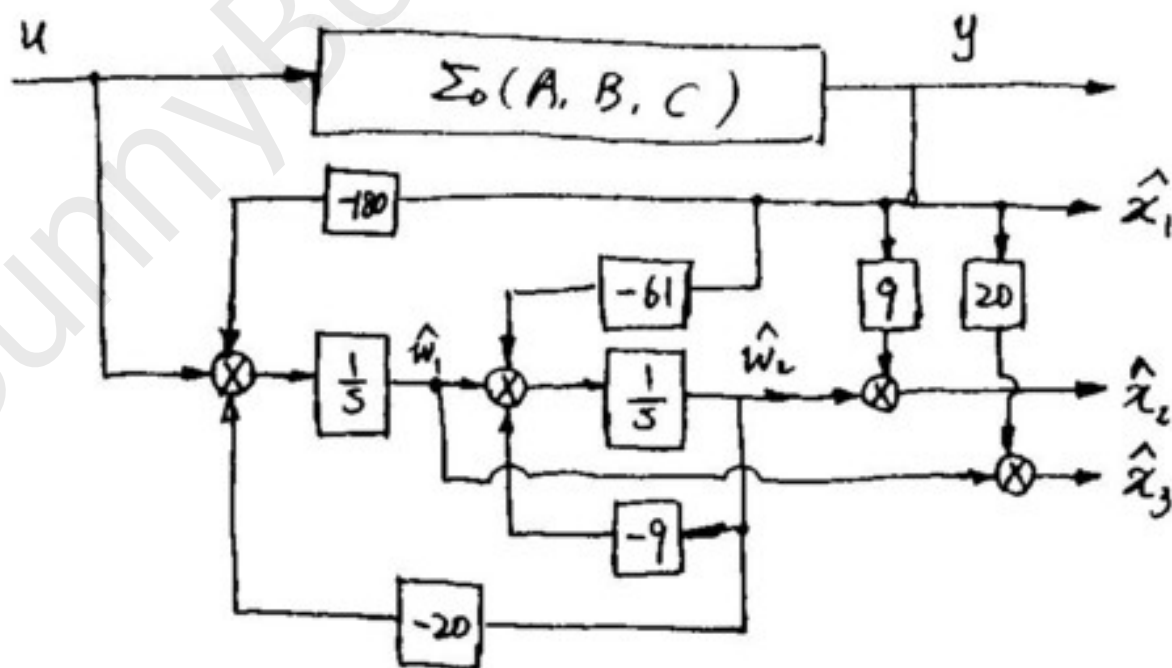 u
Σ₀(A, B, C)
y
-180
x̂₁
-61
9
20
1/S
ŵ₁
1/S
ŵ₂
x̂₂
x̂₃
-9
-20